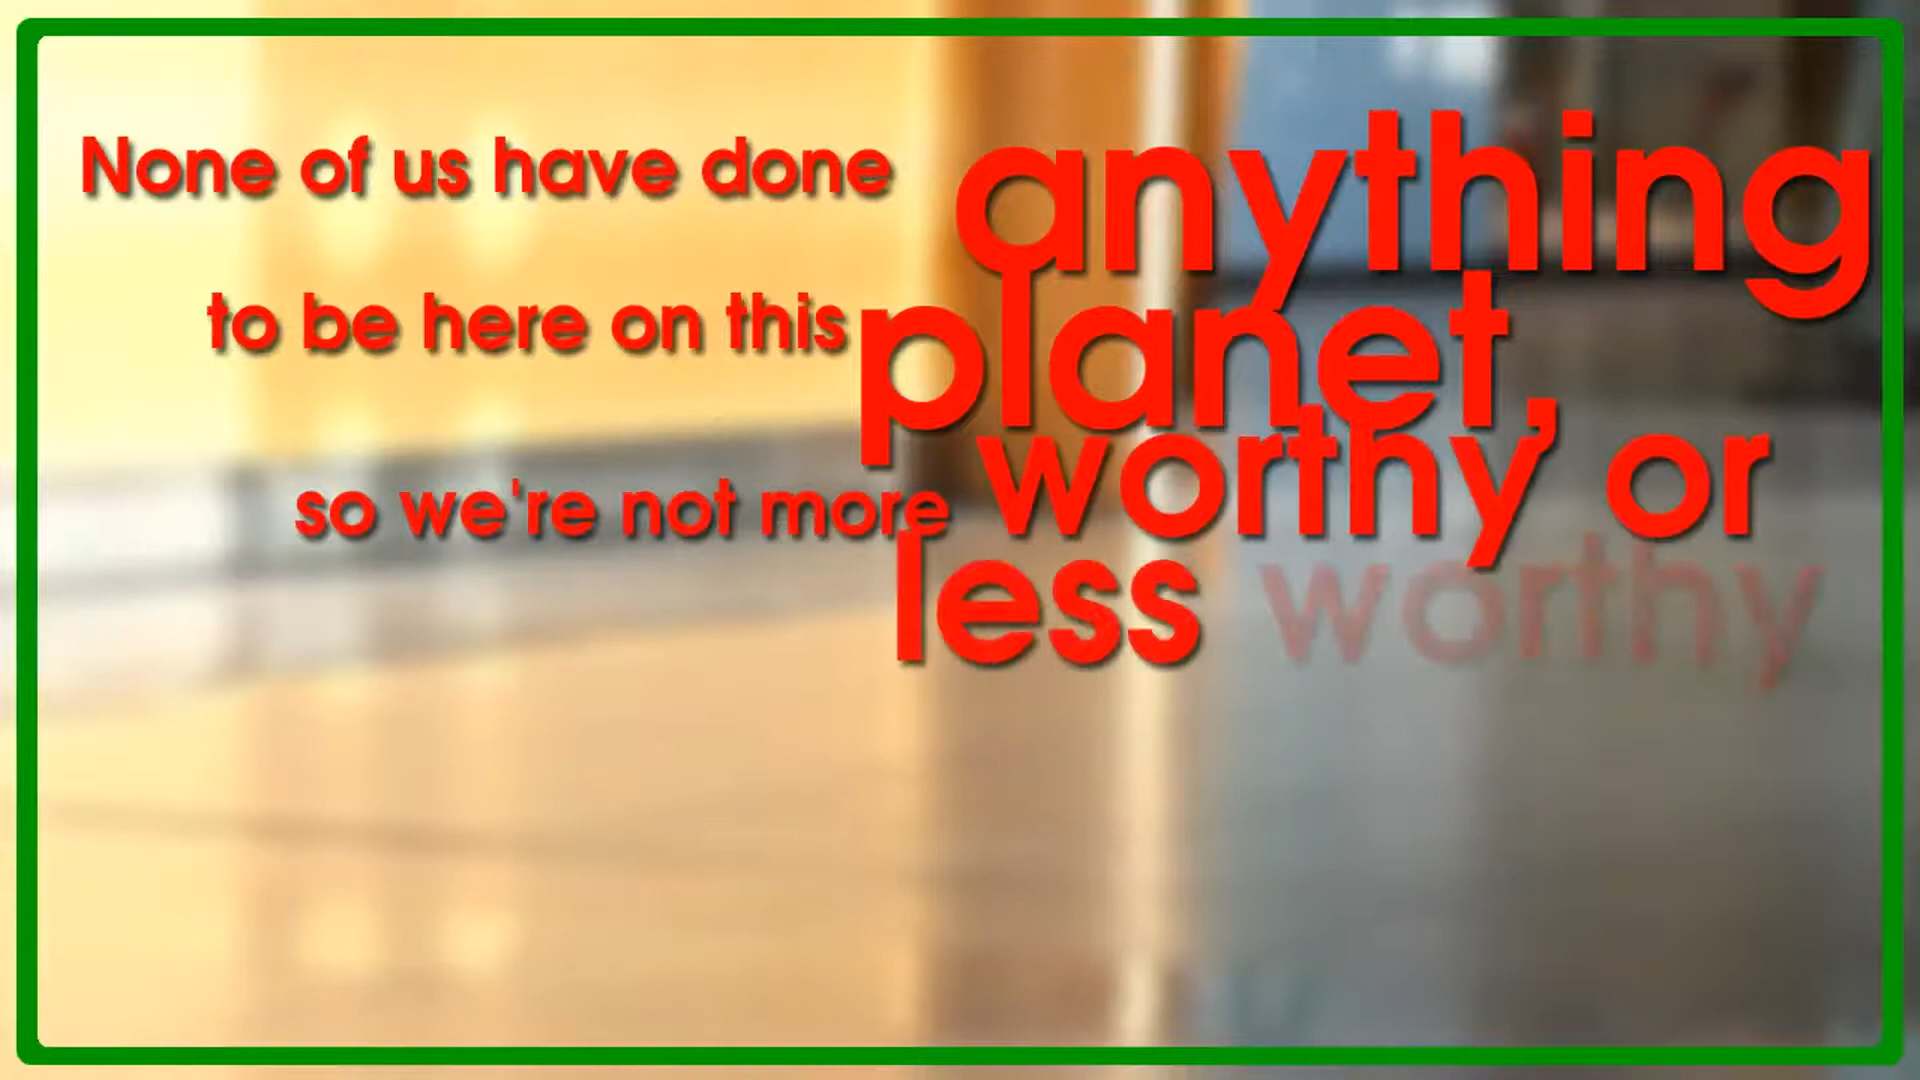 None of us have done anything
to be here on this planet,
so we're not more worthy or
less worthy